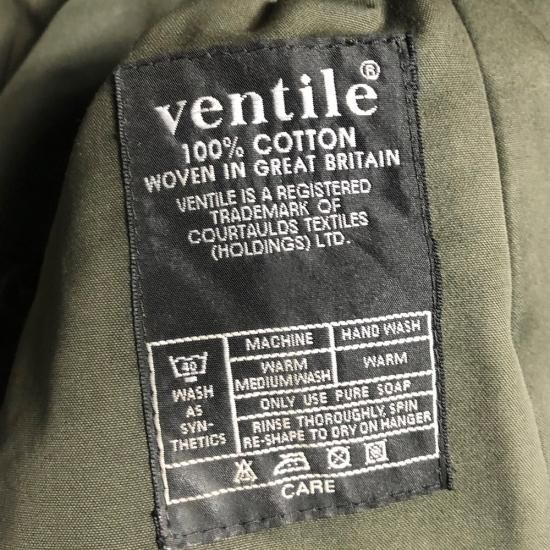 ventile®
100% COTTON
WOVEN IN GREAT BRITAIN
VENTILE IS A REGISTERED
TRADEMARK OF
COURTAULDS TEXTILES
(HOLDINGS) LTD.
MACHINE HAND WASH
40
WARM
MEDIUM WASH
WARM
WASH
AS
SYN-
THETICS
ONLY USE PURE SOAP
RINSE THOROUGHLY, SPIN
RE-SHAPE TO DRY ON HANGER
CARE